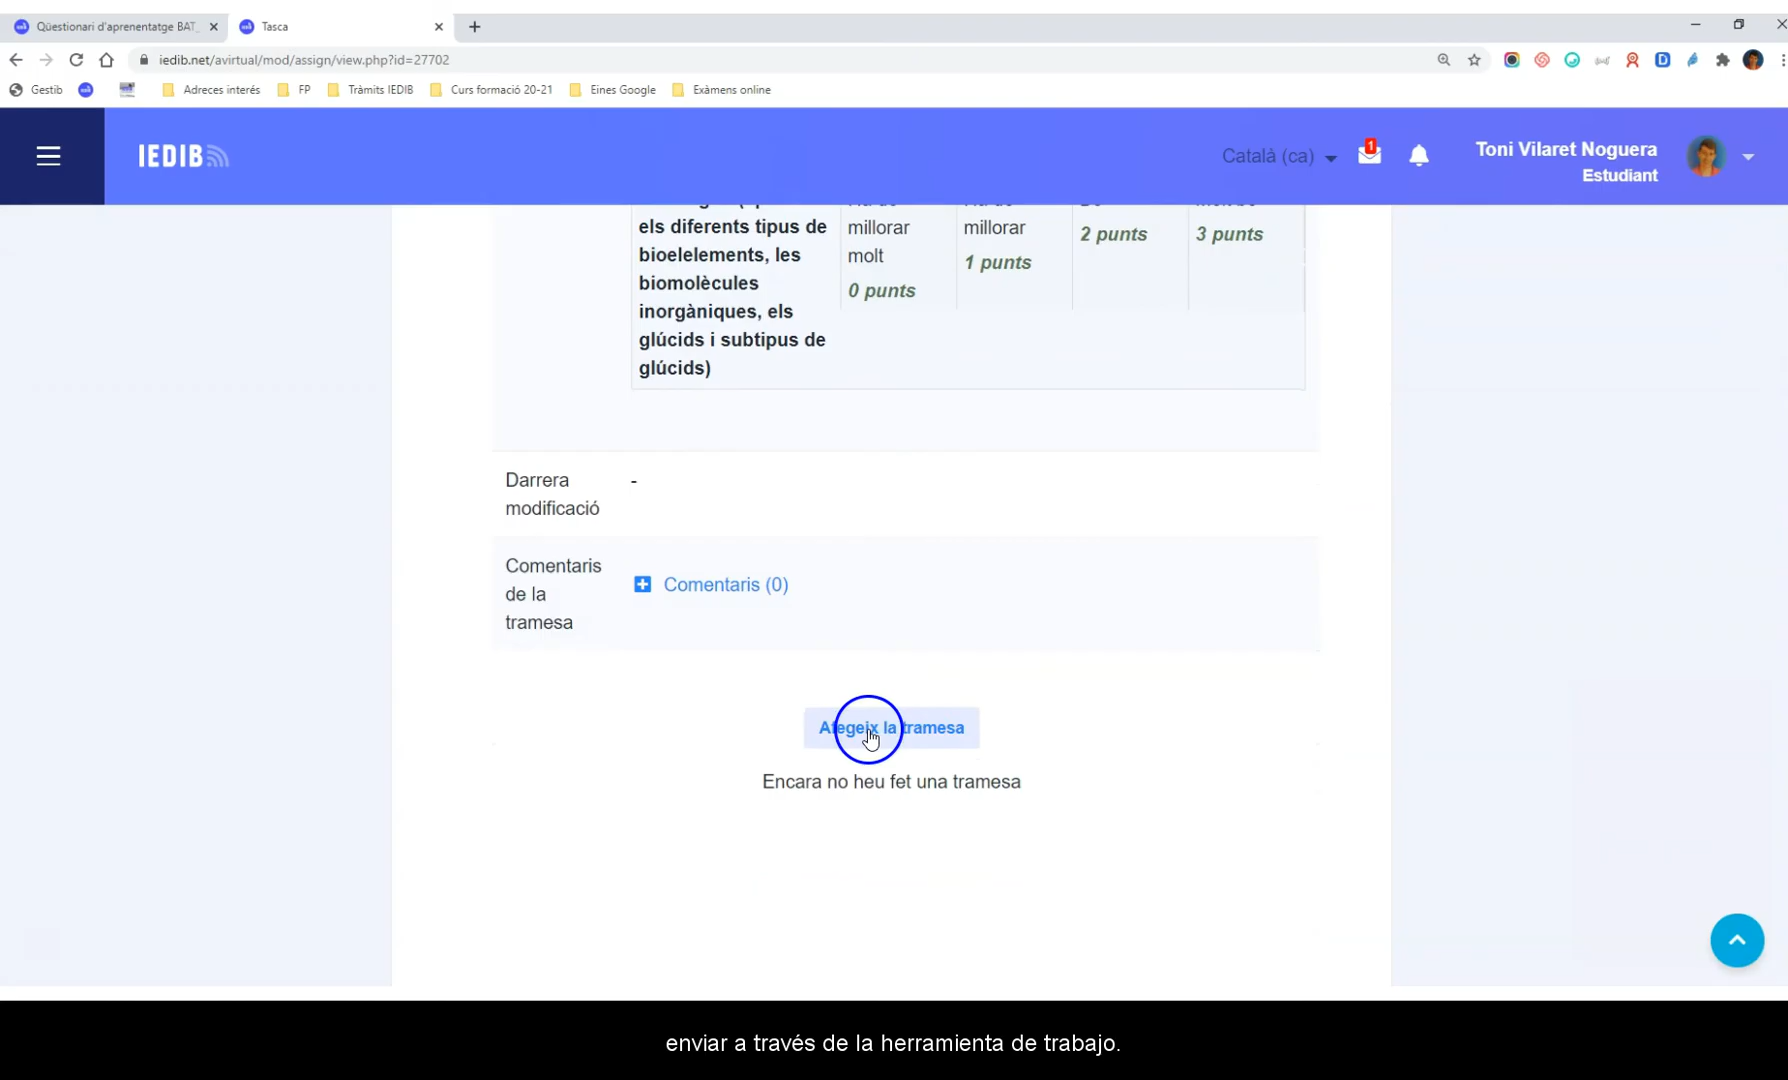 Qüestionari d'aprenentatge BAT_
Tasca
iedib.net/avirtual/mod/assign/view.php?id=27702
Gestib
Adreces interés
FP
Tràmits IEDIB
Curs formació 20-21
Eines Google
Exàmens online
IEDIB
Català (ca)
1
Toni Vilaret Noguera
Estudiant
els diferents tipus de
bioelelements, les
biomolècules
inorgàniques, els
glúcids i subtipus de
glúcids)
millorar
molt
0 punts
millorar
1 punts
2 punts
3 punts
Darrera
modificació
-
Comentaris
de la
tramesa
Comentaris (0)
Afegeix la tramesa
Encara no heu fet una tramesa
enviar a través de la herramienta de trabajo.